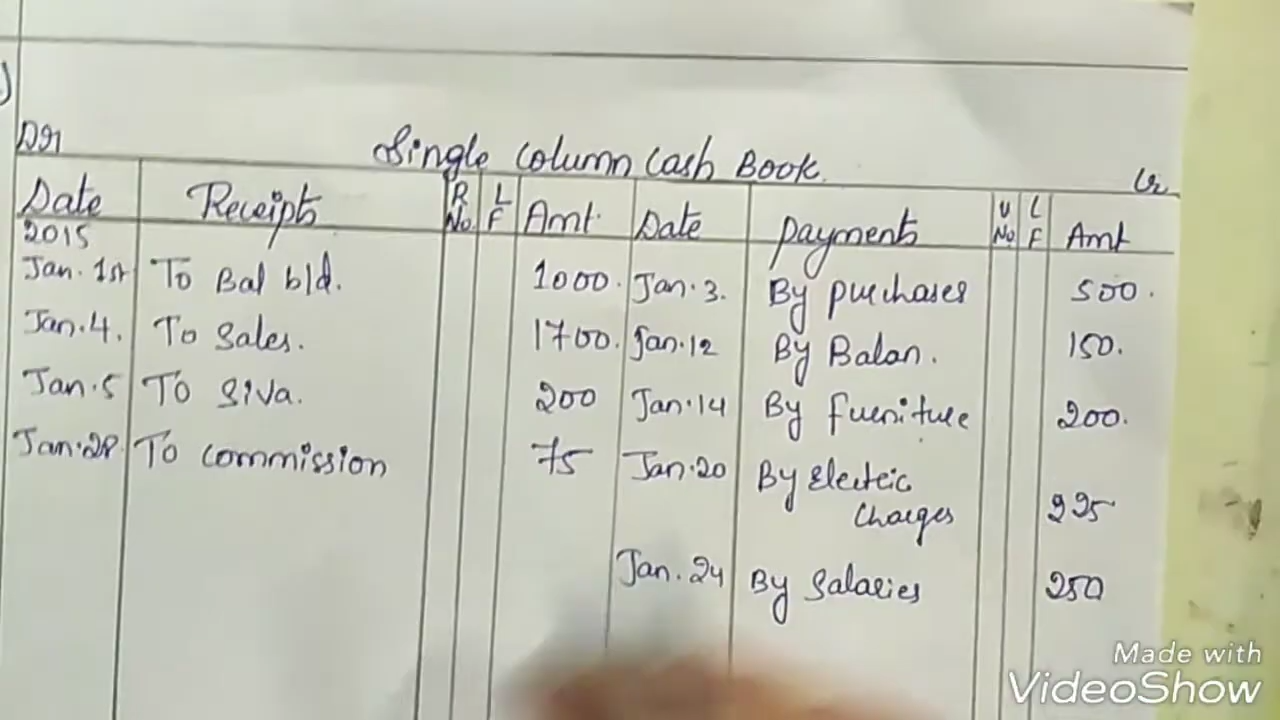 Dr
Single Column Cash Book.
Cr
Date Receipts R No. L F Amt. Date Payments V No L F Amt
2015
Jan. 1st To Bal b/d. 1000. Jan. 3. By purchases 500.
Jan. 4. To Sales. 1700. Jan. 12 By Balan. 150.
Jan. 5 To Siva. 200 Jan. 14 By Furniture 200.
Jan. 28. To commission 75 Jan. 20 By Electric
Charges 225
Jan. 24 By Salaries 250
Made with
VideoShow